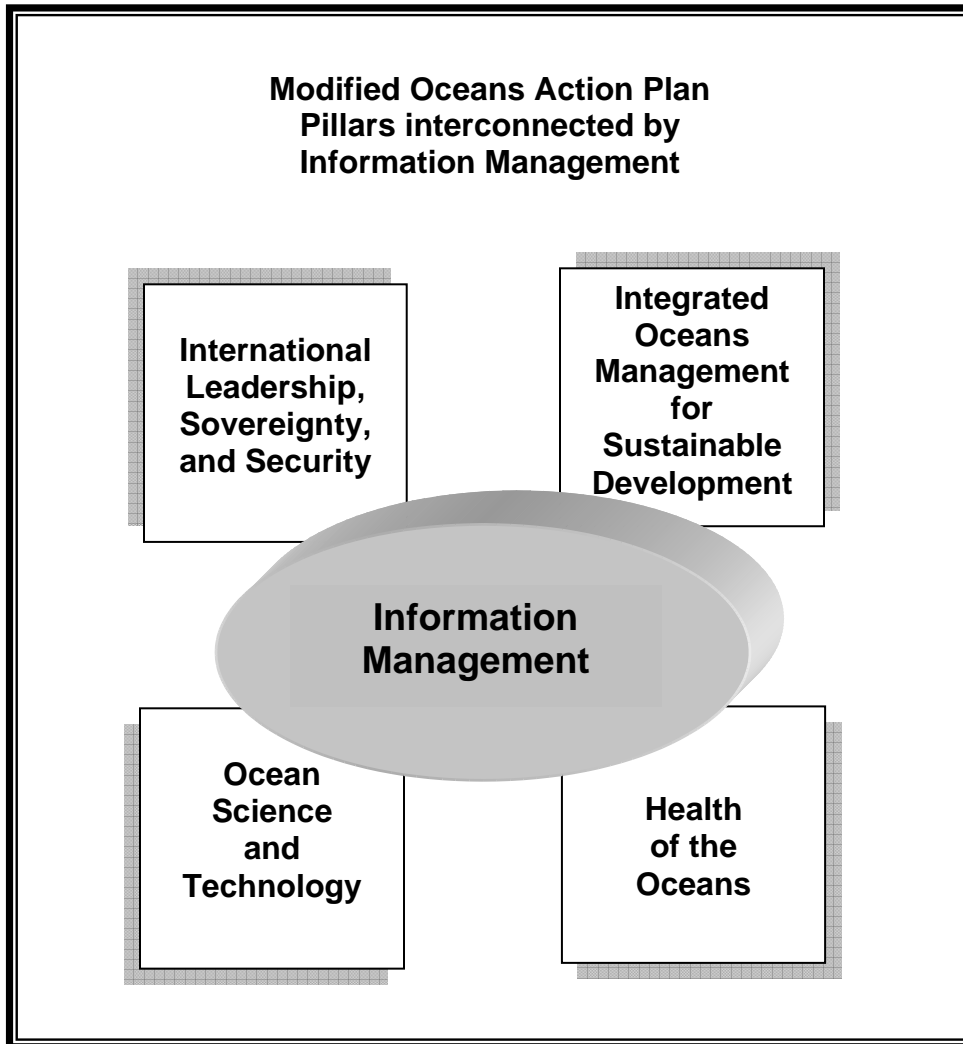 Modified Oceans Action Plan
Pillars interconnected by
Information Management
International
Leadership,
Sovereignty,
and Security
Integrated
Oceans
Management
for
Sustainable
Development
Information
Management
Ocean
Science
and
Technology
Health
of the
Oceans